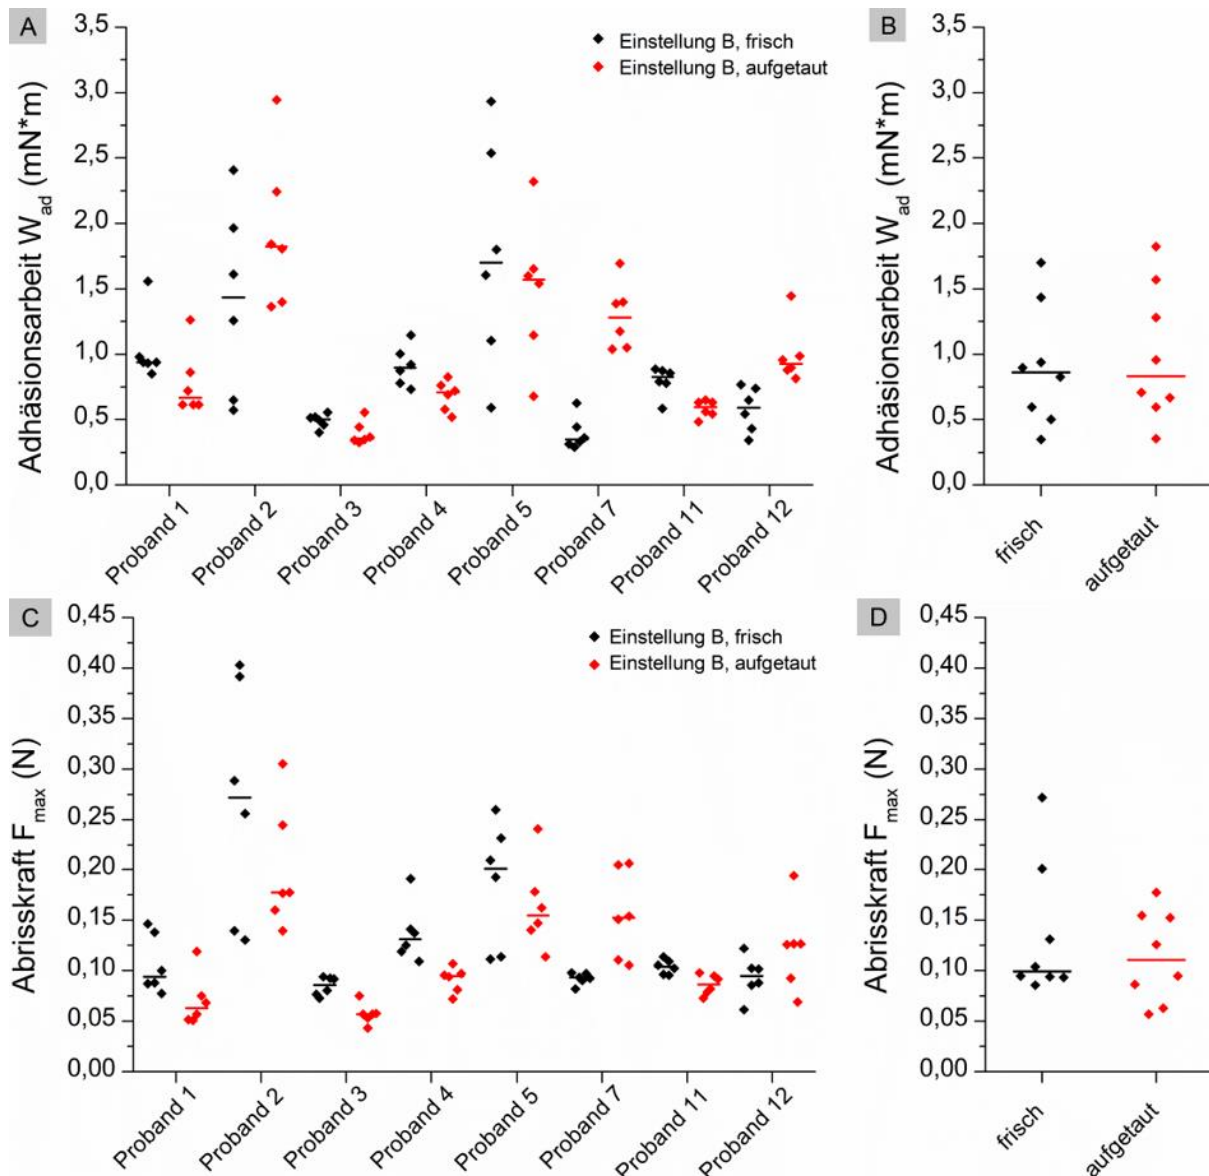 A
Adhäsionsarbeit W_ad (mN*m)
3,5
3,0
2,5
2,0
1,5
1,0
0,5
0,0
Einstellung B, frisch
Einstellung B, aufgetaut
Proband 1
Proband 2
Proband 3
Proband 4
Proband 5
Proband 7
Proband 11
Proband 12
B
Adhäsionsarbeit W_ad (mN*m)
3,5
3,0
2,5
2,0
1,5
1,0
0,5
0,0
frisch
aufgetaut
C
Abrisskraft F_max (N)
0,45
0,40
0,35
0,30
0,25
0,20
0,15
0,10
0,05
0,00
Einstellung B, frisch
Einstellung B, aufgetaut
Proband 1
Proband 2
Proband 3
Proband 4
Proband 5
Proband 7
Proband 11
Proband 12
D
Abrisskraft F_max (N)
0,45
0,40
0,35
0,30
0,25
0,20
0,15
0,10
0,05
0,00
frisch
aufgetaut